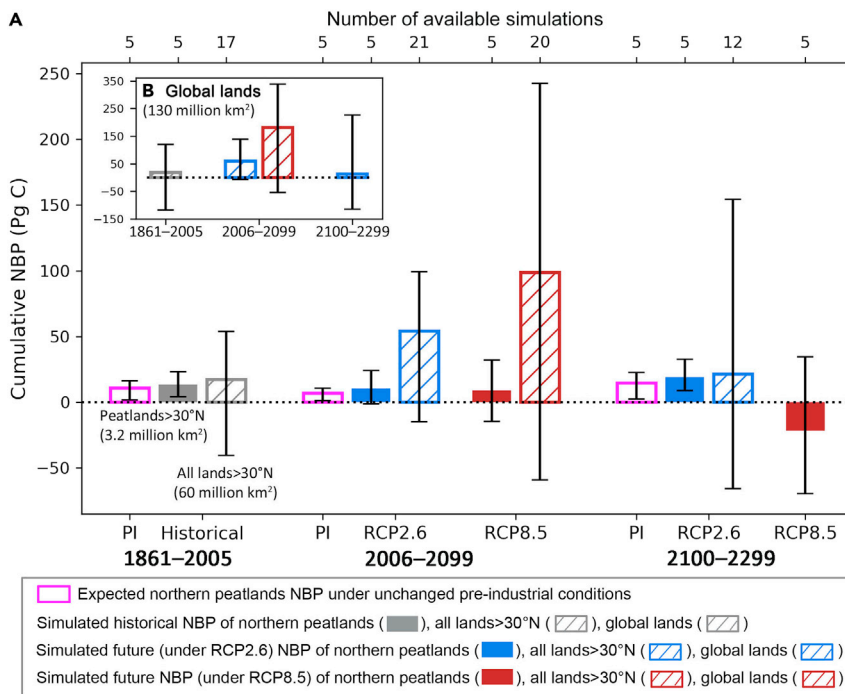 Number of available simulations
A
5 5 17 5 5 21 5 20 5 5 12 5
250
200
150
100
50
0
−50
Cumulative NBP (Pg C)
B Global lands
(130 million km²)
350
250
150
50
−50
−150
1861–2005 2006–2099 2100–2299
Peatlands>30°N
(3.2 million km²)
All lands>30°N
(60 million km²)
PI Historical PI RCP2.6 RCP8.5 PI RCP2.6 RCP8.5
1861–2005 2006–2099 2100–2299
Expected northern peatlands NBP under unchanged pre-industrial conditions
Simulated historical NBP of northern peatlands ( ), all lands>30°N ( ), global lands ( )
Simulated future (under RCP2.6) NBP of northern peatlands ( ), all lands>30°N ( ), global lands ( )
Simulated future NBP (under RCP8.5) of northern peatlands ( ), all lands>30°N ( ), global lands ( )